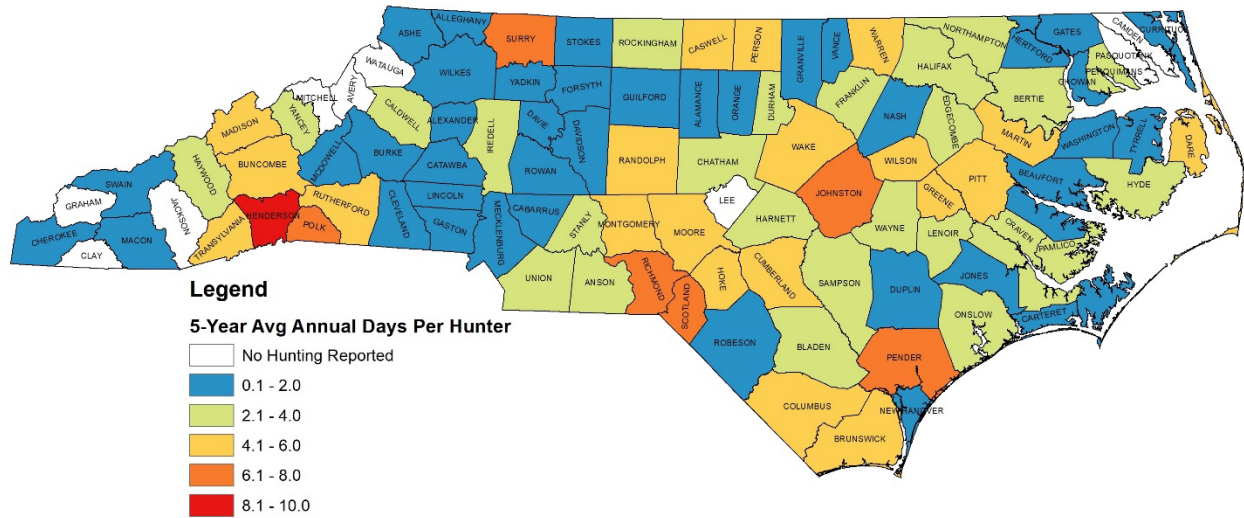 ALLEGHANY
ASHE
SURRY
STOKES
ROCKINGHAM
CASWELL
PERSON
GRANVILLE
VANCE
WARREN
NORTHAMPTON
HERTFORD
GATES
CAMDEN
CURRITUCK
PASQUOTANK
PERQUIMANS
CHOWAN
WATAUGA
WILKES
YADKIN
FORSYTH
GUILFORD
ALAMANCE
ORANGE
DURHAM
FRANKLIN
HALIFAX
BERTIE
MITCHELL
AVERY
YANCEY
CALDWELL
ALEXANDER
IREDELL
DAVIE
DAVIDSON
NASH
EDGECOMBE
MARTIN
WASHINGTON
TYRRELL
DARE
MADISON
BUNCOMBE
MCDOWELL
BURKE
CATAWBA
ROWAN
RANDOLPH
CHATHAM
WAKE
WILSON
PITT
BEAUFORT
HYDE
HAYWOOD
SWAIN
GRAHAM
JACKSON
HENDERSON
RUTHERFORD
POLK
CLEVELAND
LINCOLN
GASTON
MECKLENBURG
CABARRUS
STANLY
MONTGOMERY
MOORE
LEE
HARNETT
JOHNSTON
WAYNE
GREENE
LENOIR
CRAVEN
PAMLICO
CHEROKEE
MACON
CLAY
TRANSYLVANIA
UNION
ANSON
RICHMOND
SCOTLAND
HOKE
CUMBERLAND
SAMPSON
DUPLIN
JONES
CARTERET
ONSLOW
ROBESON
BLADEN
PENDER
COLUMBUS
NEW HANOVER
BRUNSWICK
Legend
5-Year Avg Annual Days Per Hunter
No Hunting Reported
0.1 - 2.0
2.1 - 4.0
4.1 - 6.0
6.1 - 8.0
8.1 - 10.0